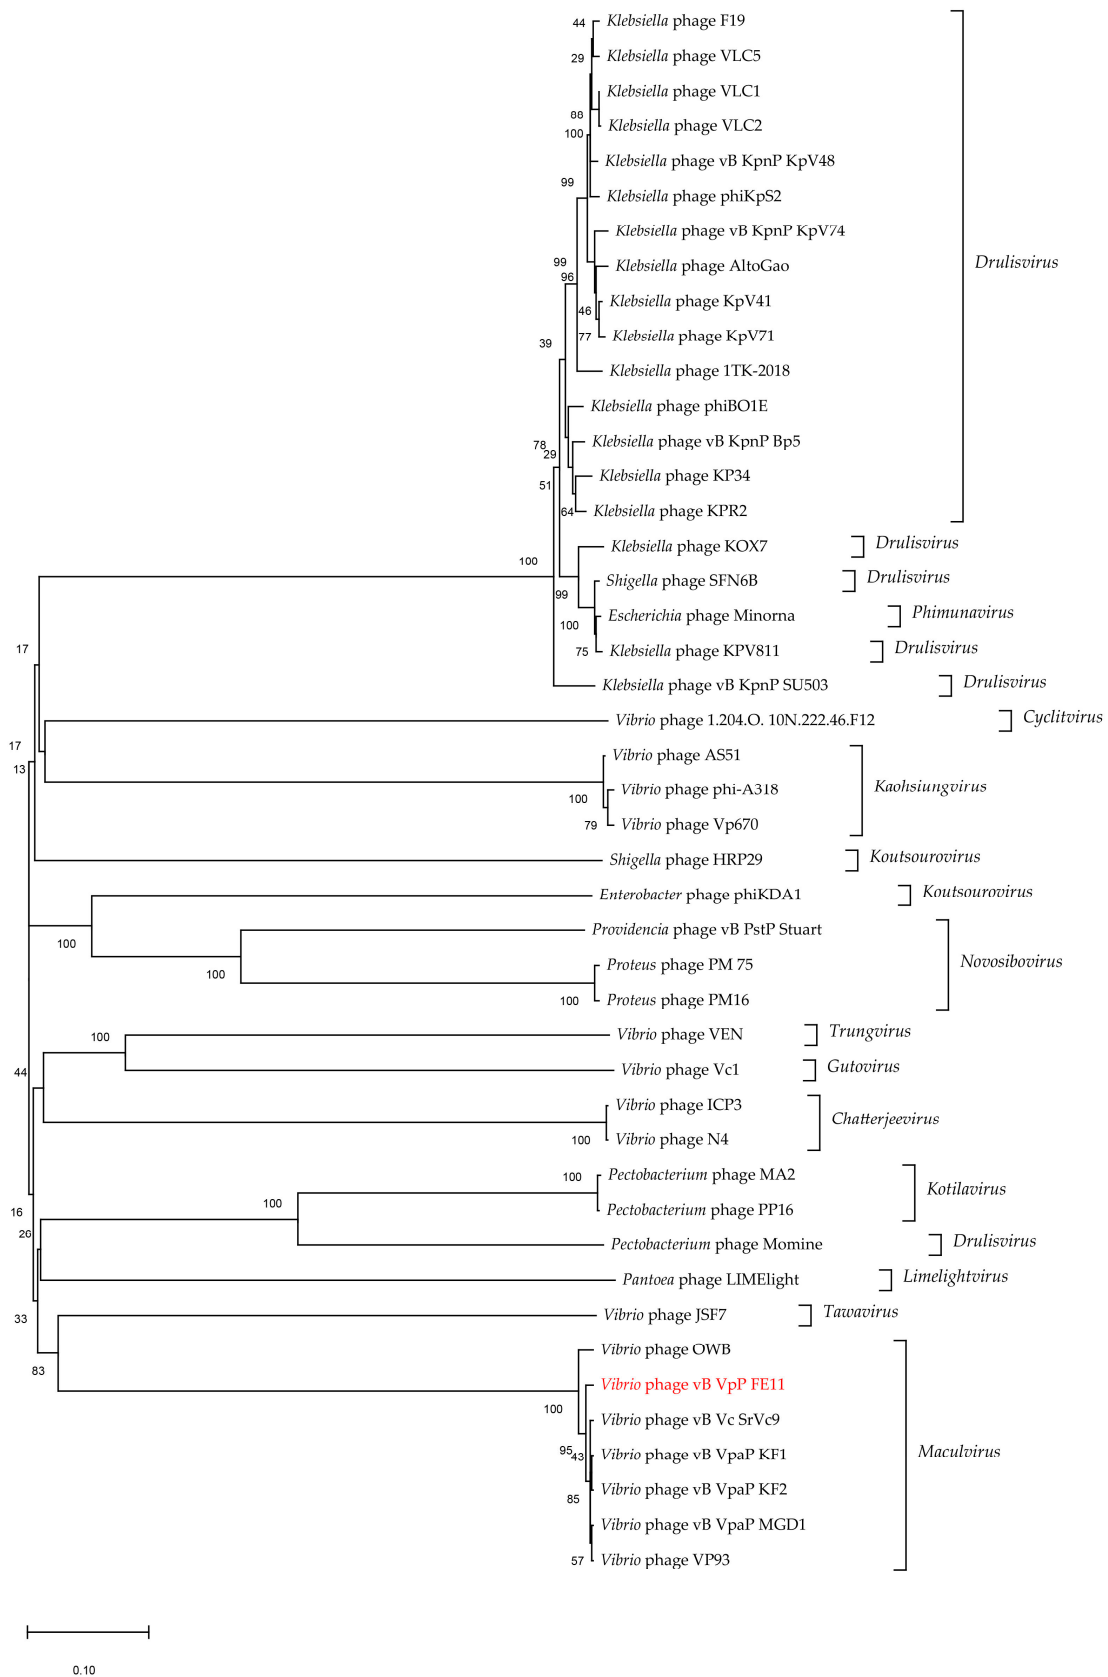 44
Klebsiella phage F19
29
Klebsiella phage VLC5
Klebsiella phage VLC1
88
Klebsiella phage VLC2
100
Klebsiella phage vB KpnP KpV48
99
Klebsiella phage phiKpS2
Klebsiella phage vB KpnP KpV74
99
Klebsiella phage AltoGao
Drulisvirus
96
Klebsiella phage KpV41
46
Klebsiella phage KpV71
77
39
Klebsiella phage 1TK-2018
Klebsiella phage phiBO1E
78
Klebsiella phage vB KpnP Bp5
29
Klebsiella phage KP34
51
Klebsiella phage KPR2
64
Klebsiella phage KOX7
Drulisvirus
100
Shigella phage SFN6B
Drulisvirus
99
Escherichia phage Minorna
Phimunavirus
100
Klebsiella phage KPV811
Drulisvirus
75
17
Klebsiella phage vB KpnP SU503
Drulisvirus
Vibrio phage 1.204.O. 10N.222.46.F12
Cyclitvirus
17
Vibrio phage AS51
13
Vibrio phage phi-A318
Kaohsiungvirus
100
Vibrio phage Vp670
79
Shigella phage HRP29
Koutsourovirus
Enterobacter phage phiKDA1
Koutsourovirus
100
Providencia phage vB PstP Stuart
Proteus phage PM 75
Novosibovirus
100
Proteus phage PM16
100
Vibrio phage VEN
Trungvirus
100
Vibrio phage Vc1
Gutovirus
44
Vibrio phage ICP3
Chatterjeevirus
Vibrio phage N4
100
Pectobacterium phage MA2
100
Kotilavirus
100
Pectobacterium phage PP16
16
26
Pectobacterium phage Momine
Drulisvirus
Pantoea phage LIMElight
Limelightvirus
33
Vibrio phage JSF7
Tawavirus
83
Vibrio phage OWB
Vibrio phage vB VpP FE11
100
Vibrio phage vB Vc SrVc9
95
43
Vibrio phage vB VpaP KF1
Maculvirus
Vibrio phage vB VpaP KF2
85
Vibrio phage vB VpaP MGD1
Vibrio phage VP93
57
0.10